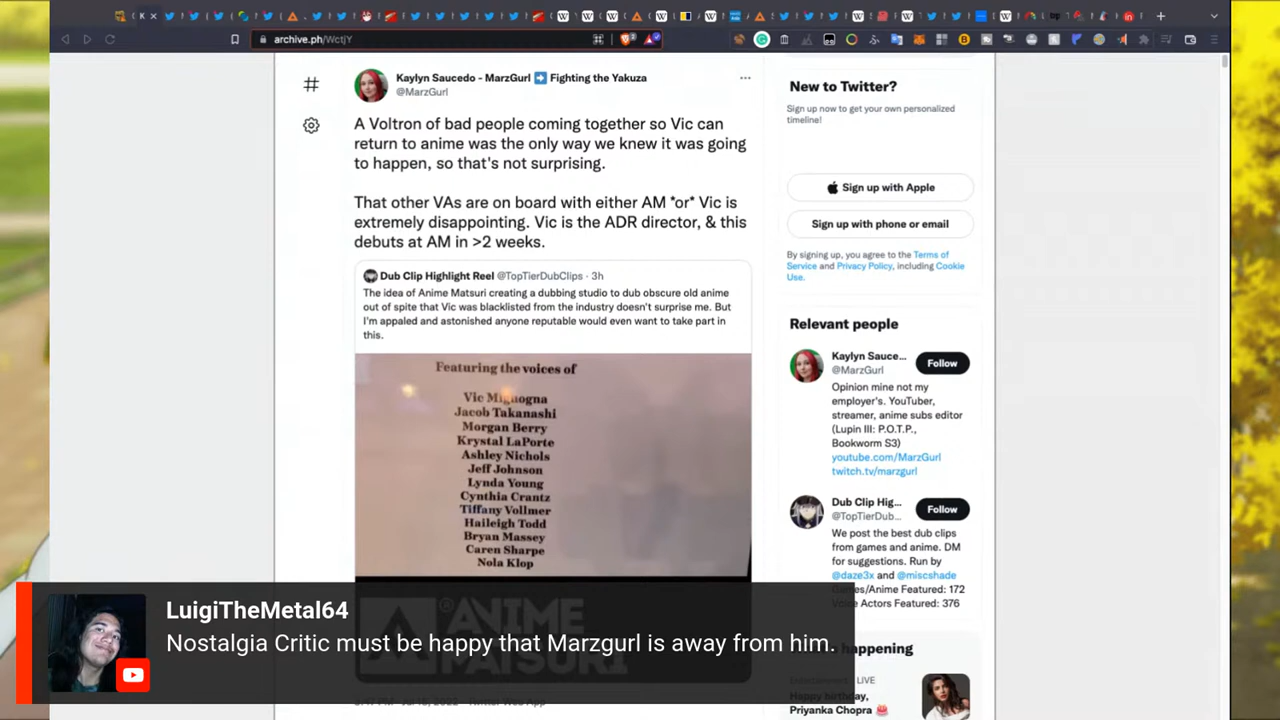 archive.ph/WctjY
Kaylyn Saucedo - MarzGurl ➡ Fighting the Yakuza
@MarzGurl
A Voltron of bad people coming together so Vic can
return to anime was the only way we knew it was going
to happen, so that's not surprising.
That other VAs are on board with either AM *or* Vic is
extremely disappointing. Vic is the ADR director, & this
debuts at AM in >2 weeks.
Dub Clip Highlight Reel @TopTierDubClips · 3h
The idea of Anime Matsuri creating a dubbing studio to dub obscure old anime
out of spite that Vic was blacklisted from the industry doesn't surprise me. But
I'm appaled and astonished anyone reputable would even want to take part in
this.
Featuring the voices of
Vic Mignogna
Jacob Takanashi
Morgan Berry
Krystal LaPorte
Ashley Nichols
Jeff Johnson
Lynda Young
Cynthia Crantz
Tiffany Vollmer
Haileigh Todd
Bryan Massey
Caren Sharpe
Nola Klop
@ANIME
MATSURI
New to Twitter?
Sign up now to get your own personalized
timeline!
Sign up with Apple
Sign up with phone or email
By signing up, you agree to the Terms of
Service and Privacy Policy, including Cookie
Use.
Relevant people
Kaylyn Sauce...
@MarzGurl
Follow
Opinion mine not my
employer's. YouTuber,
streamer, anime subs editor
(Lupin III: P.O.T.P.,
Bookworm S3)
youtube.com/MarzGurl
twitch.tv/marzgurl
Dub Clip Hig...
@TopTierDub...
Follow
We post the best dub clips
from games and anime. DM
for suggestions. Run by
@daze3x and @miscshade
Games/Anime Featured: 172
Voice Actors Featured: 376
happening
LIVE
Happy birthday,
Priyanka Chopra
LuigiTheMetal64
Nostalgia Critic must be happy that Marzgurl is away from him.